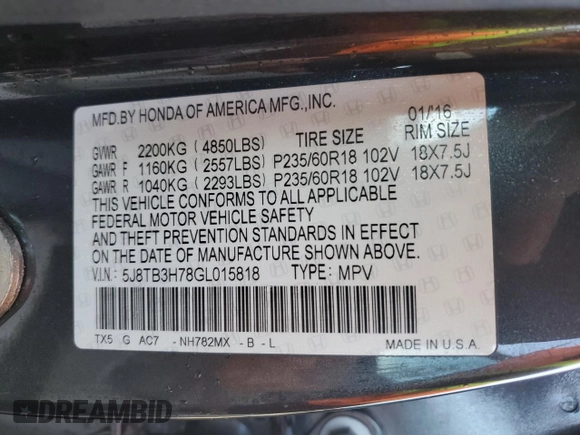 MFD.BY HONDA OF AMERICA MFG.,INC. 01/'16
GVWR 2200KG (4850LBS) TIRE SIZE RIM SIZE
GAWR F 1160KG (2557LBS) P235/60R18 102V 18X7.5J
GAWR R 1040KG (2293LBS) P235/60R18 102V 18X7.5J
THIS VEHICLE CONFORMS TO ALL APPLICABLE
FEDERAL MOTOR VEHICLE SAFETY
AND THEFT PREVENTION STANDARDS IN EFFECT
ON THE DATE OF MANUFACTURE SHOWN ABOVE.
V.I.N: 5J8TB3H78GL015818 TYPE: MPV
TX5 G AC7 - NH782MX - B - L
MADE IN U.S.A.
DREAMBID